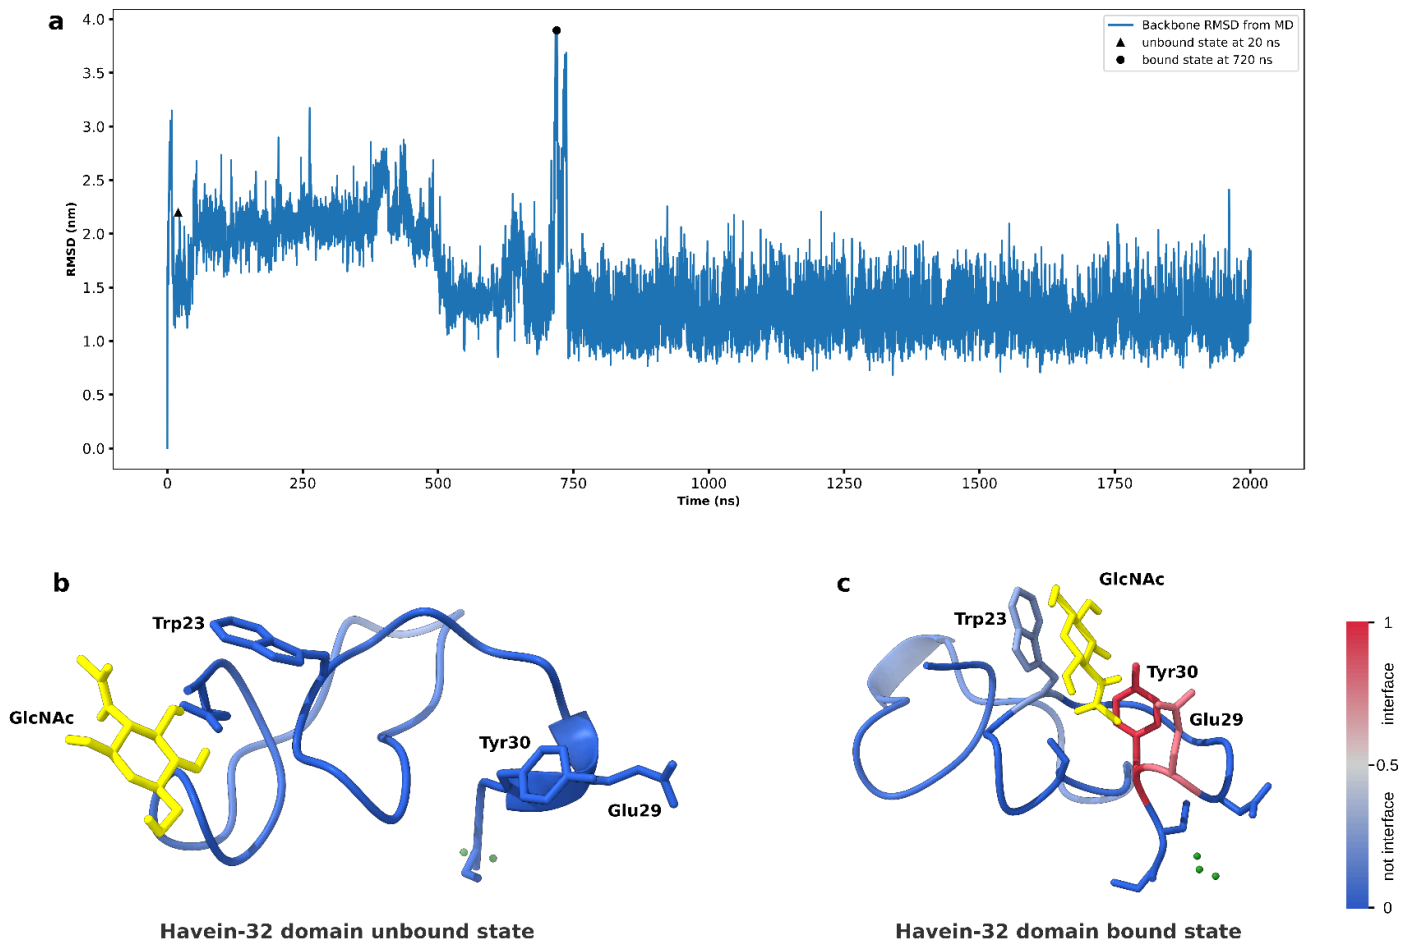 a
4.0
3.5
3.0
2.5
2.0
1.5
1.0
0.5
0.0
RMSD (nm)
Backbone RMSD from MD
unbound state at 20 ns
bound state at 720 ns
0 250 500 750 1000 1250 1500 1750 2000
Time (ns)
b
Trp23
GlcNAc
Tyr30
Glu29
Havein-32 domain unbound state
c
GlcNAc
Trp23
Tyr30
Glu29
Havein-32 domain bound state
1
0.5
0
interface
not interface